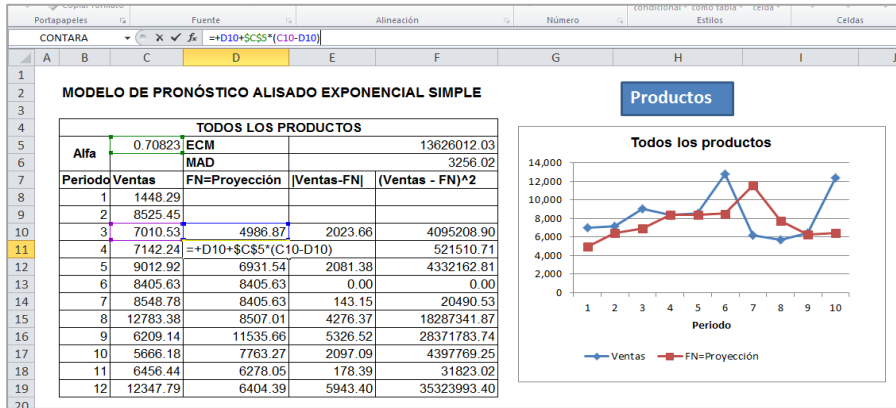 Copiar formato
condicional como tabla celda
Portapapeles Fuente Alineación Número Estilos Celdas
CONTARA fx =+D10+$C$5*(C10-D10)
A B C D E F G H I J
1
2 MODELO DE PRONÓSTICO ALISADO EXPONENCIAL SIMPLE
3
4 TODOS LOS PRODUCTOS
5 Alfa 0.70823 ECM 13626012.03
6 MAD 3256.02
7 Periodo Ventas FN=Proyección |Ventas-FN| (Ventas - FN)^2
8 1 1448.29
9 2 8525.45
10 3 7010.53 4986.87 2023.66 4095208.90
11 4 7142.24 =+D10+$C$5*(C10-D10) 521510.71
12 5 9012.92 6931.54 2081.38 4332162.81
13 6 8405.63 8405.63 0.00 0.00
14 7 8548.78 8405.63 143.15 20490.53
15 8 12783.38 8507.01 4276.37 18287341.87
16 9 6209.14 11535.66 5326.52 28371783.74
17 10 5666.18 7763.27 2097.09 4397769.25
18 11 6456.44 6278.05 178.39 31823.02
19 12 12347.79 6404.39 5943.40 35323993.40
20
Productos
Todos los productos
14,000
12,000
10,000
8,000
6,000
4,000
2,000
0
1 2 3 4 5 6 7 8 9 10
Periodo
Ventas FN=Proyección